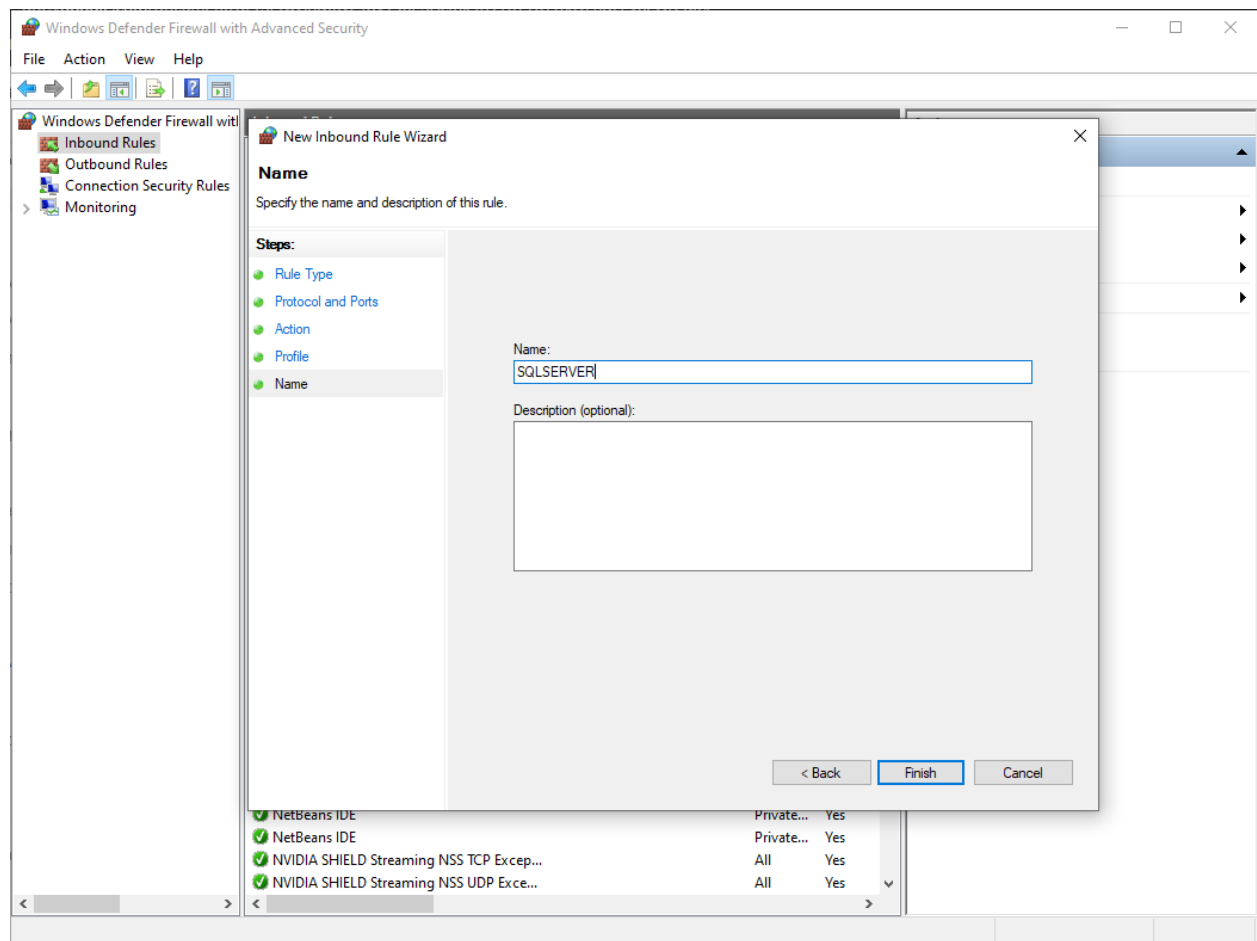 Windows Defender Firewall with Advanced Security
File Action View Help
Windows Defender Firewall with
Inbound Rules
Outbound Rules
Connection Security Rules
Monitoring
New Inbound Rule Wizard
Name
Specify the name and description of this rule.
Steps:
Rule Type
Protocol and Ports
Action
Profile
Name
Name:
SQLSERVER
Description (optional):
< Back Finish Cancel
NetBeans IDE Private... Yes
NetBeans IDE Private... Yes
NVIDIA SHIELD Streaming NSS TCP Excep... All Yes
NVIDIA SHIELD Streaming NSS UDP Exce... All Yes